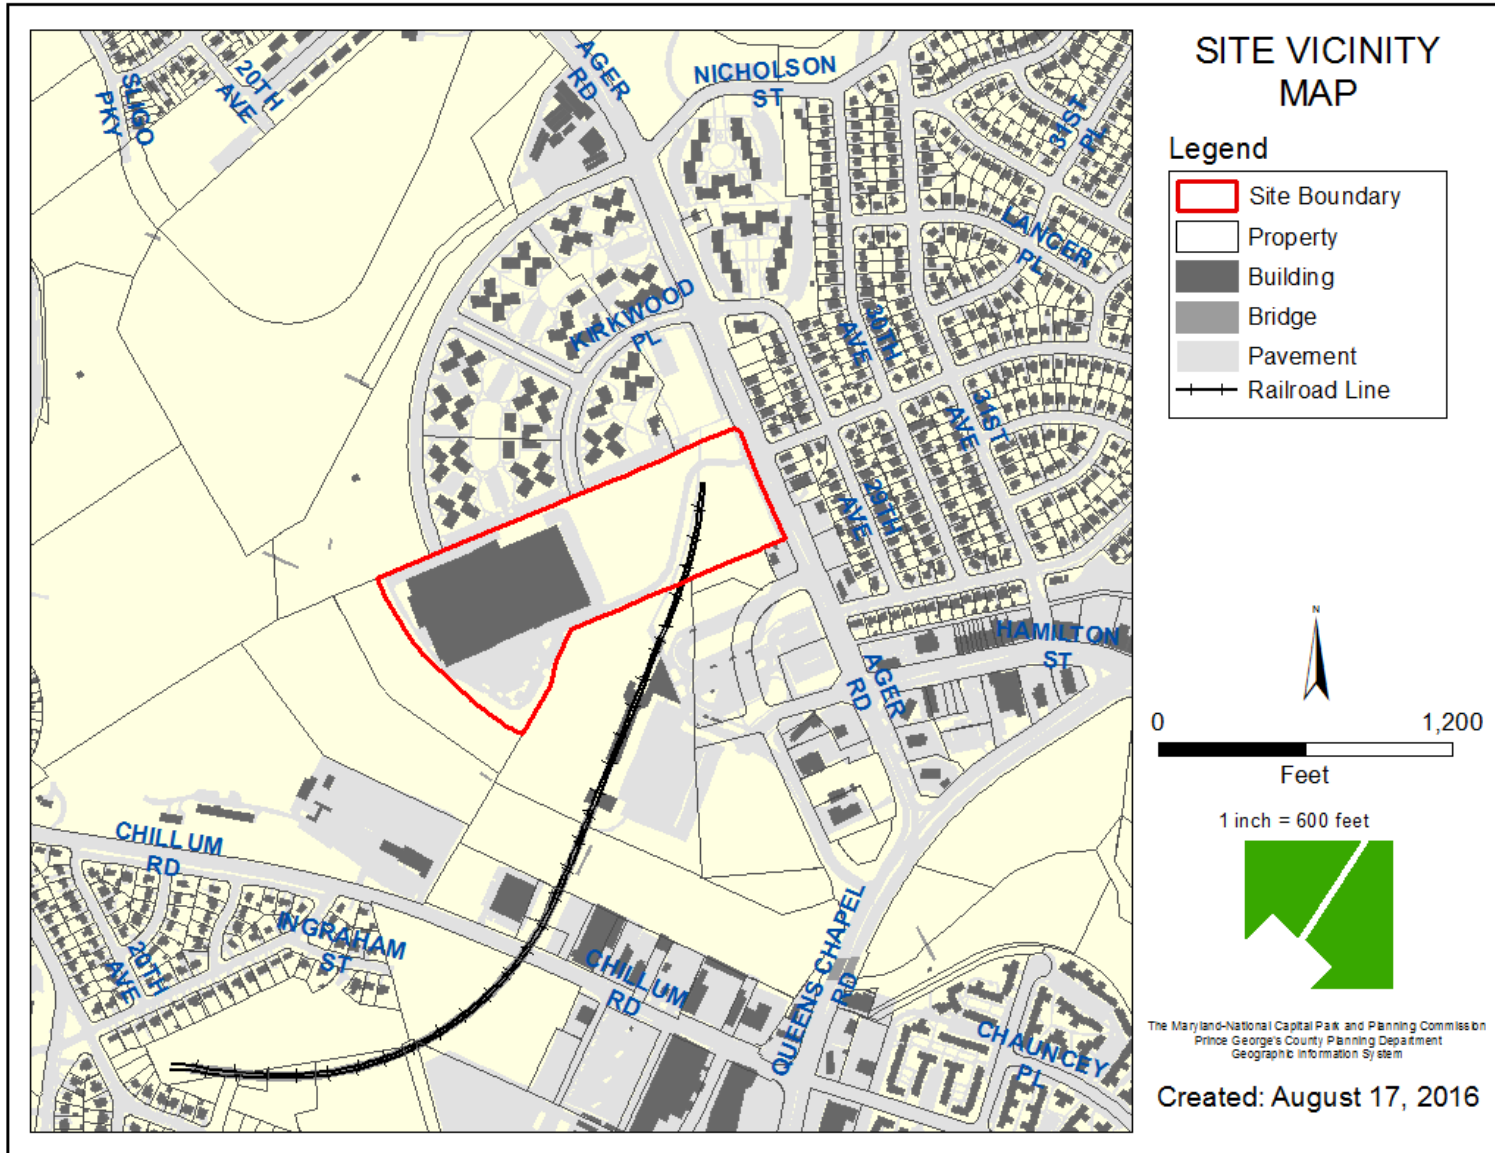 SITE VICINITY
MAP
Legend
Site Boundary
Property
Building
Bridge
Pavement
Railroad Line
N
0 1,200
Feet
1 inch = 600 feet
The Maryland-National Capital Park and Planning Commission
Prince George's County Planning Department
Geographic Information System
Created: August 17, 2016
SLIGO
PKY
20TH
AVE
AGER
RD
NICHOLSON
ST
31ST
PL
LANCER
PL
KIRKWOOD
PL
30TH
AVE
31ST
AVE
29TH
AVE
HAMILTON
ST
AGER
RD
CHILLUM
RD
INGRAHAM
ST
20TH
AVE
CHILLUM
RD
QUEENS CHAPEL
RD
CHAUNCEY
PL